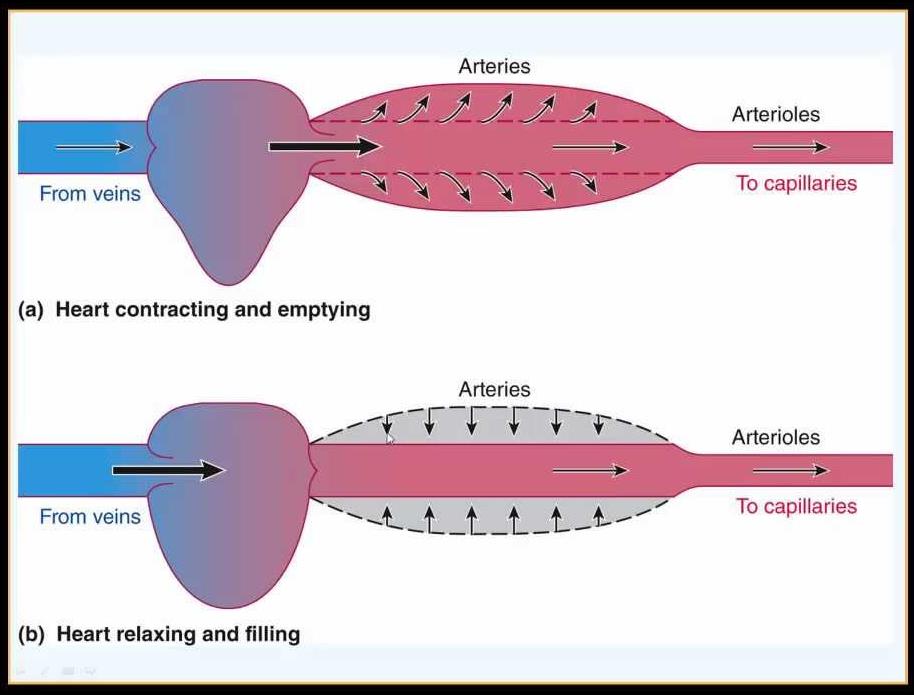 Arteries
Arterioles
From veins
To capillaries
(a) Heart contracting and emptying
Arteries
Arterioles
From veins
To capillaries
(b) Heart relaxing and filling